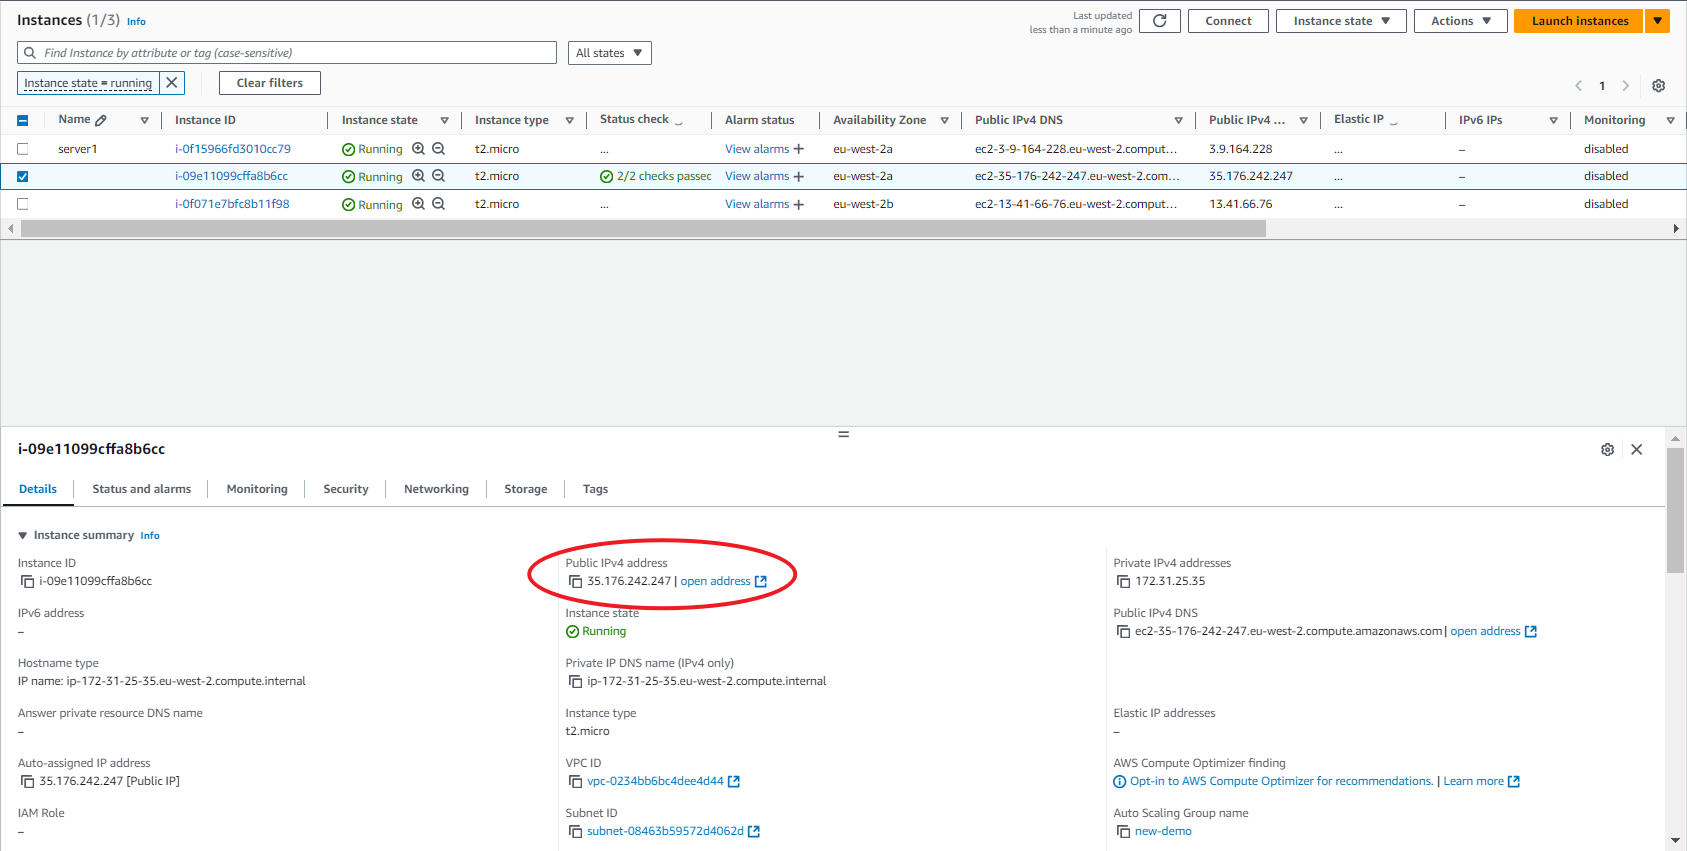 Instances (1/3) Info
Last updated
less than a minute ago
Connect
Instance state
Actions
Launch instances
Find Instance by attribute or tag (case-sensitive)
All states
Instance state = running
Clear filters
1
Name Instance ID Instance state Instance type Status check Alarm status Availability Zone Public IPv4 DNS Public IPv4 ... Elastic IP IPv6 IPs Monitoring
server1 i-0f15966fd3010cc79 Running t2.micro ... View alarms + eu-west-2a ec2-3-9-164-228.eu-west-2.comput... 3.9.164.228 ... – disabled
i-09e11099cffa8b6cc Running t2.micro 2/2 checks passec View alarms + eu-west-2a ec2-35-176-242-247.eu-west-2.com... 35.176.242.247 ... – disabled
i-0f071e7bfc8b11f98 Running t2.micro ... View alarms + eu-west-2b ec2-13-41-66-76.eu-west-2.comput... 13.41.66.76 ... – disabled
i-09e11099cffa8b6cc
Details Status and alarms Monitoring Security Networking Storage Tags
Instance summary Info
Instance ID
i-09e11099cffa8b6cc
Public IPv4 address
35.176.242.247 | open address
Private IPv4 addresses
172.31.25.35
IPv6 address
–
Instance state
Running
Public IPv4 DNS
ec2-35-176-242-247.eu-west-2.compute.amazonaws.com | open address
Hostname type
IP name: ip-172-31-25-35.eu-west-2.compute.internal
Private IP DNS name (IPv4 only)
ip-172-31-25-35.eu-west-2.compute.internal
Answer private resource DNS name
–
Instance type
t2.micro
Elastic IP addresses
–
Auto-assigned IP address
35.176.242.247 [Public IP]
VPC ID
vpc-0234bb6bc4dee4d44
AWS Compute Optimizer finding
Opt-in to AWS Compute Optimizer for recommendations. | Learn more
IAM Role
–
Subnet ID
subnet-08463b59572d4062d
Auto Scaling Group name
new-demo